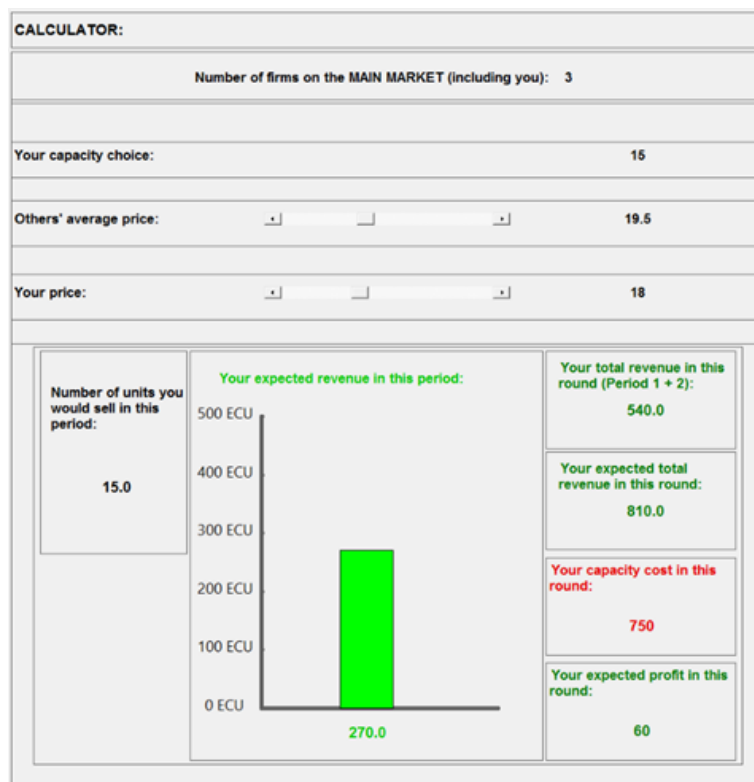 CALCULATOR:
Number of firms on the MAIN MARKET (including you): 3
Your capacity choice: 15
Others' average price: 19.5
Your price: 18
Number of units you
would sell in this
period:
15.0
Your expected revenue in this period:
500 ECU
400 ECU
300 ECU
200 ECU
100 ECU
0 ECU
270.0
Your total revenue in this
round (Period 1 + 2):
540.0
Your expected total
revenue in this round:
810.0
Your capacity cost in this
round:
750
Your expected profit in this
round:
60